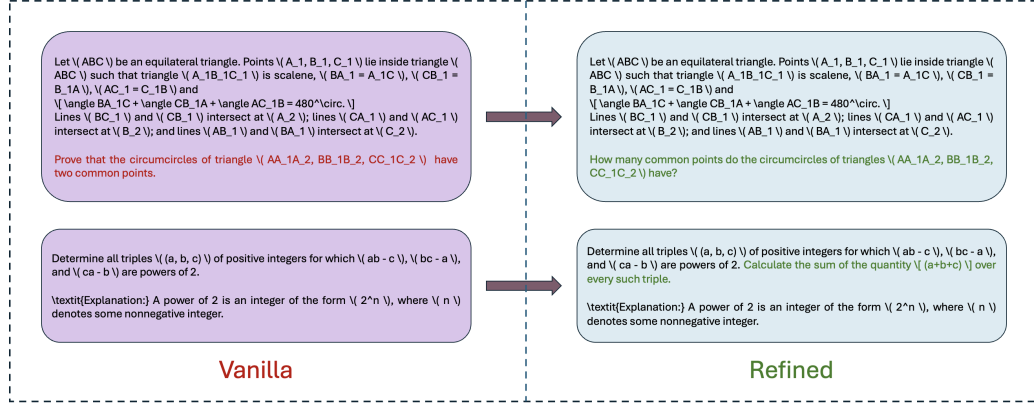 Let \( ABC \) be an equilateral triangle. Points \( A_1, B_1, C_1 \) lie inside triangle \(
ABC \) such that triangle \( A_1B_1C_1 \) is scalene, \( BA_1 = A_1C \), \( CB_1 =
B_1A \), \( AC_1 = C_1B \) and
\[ \angle BA_1C + \angle CB_1A + \angle AC_1B = 480^\circ. \]
Lines \( BC_1 \) and \( CB_1 \) intersect at \( A_2 \); lines \( CA_1 \) and \( AC_1 \)
intersect at \( B_2 \); and lines \( AB_1 \) and \( BA_1 \) intersect at \( C_2 \).
Prove that the circumcircles of triangle \( AA_1A_2, BB_1B_2, CC_1C_2 \) have
two common points.
Determine all triples \( (a, b, c) \) of positive integers for which \( ab - c \), \( bc - a \),
and \( ca - b \) are powers of 2.
\textit{Explanation:} A power of 2 is an integer of the form \( 2^n \), where \( n \)
denotes some nonnegative integer.
Vanilla
Let \( ABC \) be an equilateral triangle. Points \( A_1, B_1, C_1 \) lie inside triangle \(
ABC \) such that triangle \( A_1B_1C_1 \) is scalene, \( BA_1 = A_1C \), \( CB_1 =
B_1A \), \( AC_1 = C_1B \) and
\[ \angle BA_1C + \angle CB_1A + \angle AC_1B = 480^\circ. \]
Lines \( BC_1 \) and \( CB_1 \) intersect at \( A_2 \); lines \( CA_1 \) and \( AC_1 \)
intersect at \( B_2 \); and lines \( AB_1 \) and \( BA_1 \) intersect at \( C_2 \).
How many common points do the circumcircles of triangles \( AA_1A_2, BB_1B_2,
CC_1C_2 \) have?
Determine all triples \( (a, b, c) \) of positive integers for which \( ab - c \), \( bc - a \),
and \( ca - b \) are powers of 2. Calculate the sum of the quantity \[ (a+b+c) \] over
every such triple.
\textit{Explanation:} A power of 2 is an integer of the form \( 2^n \), where \( n \)
denotes some nonnegative integer.
Refined